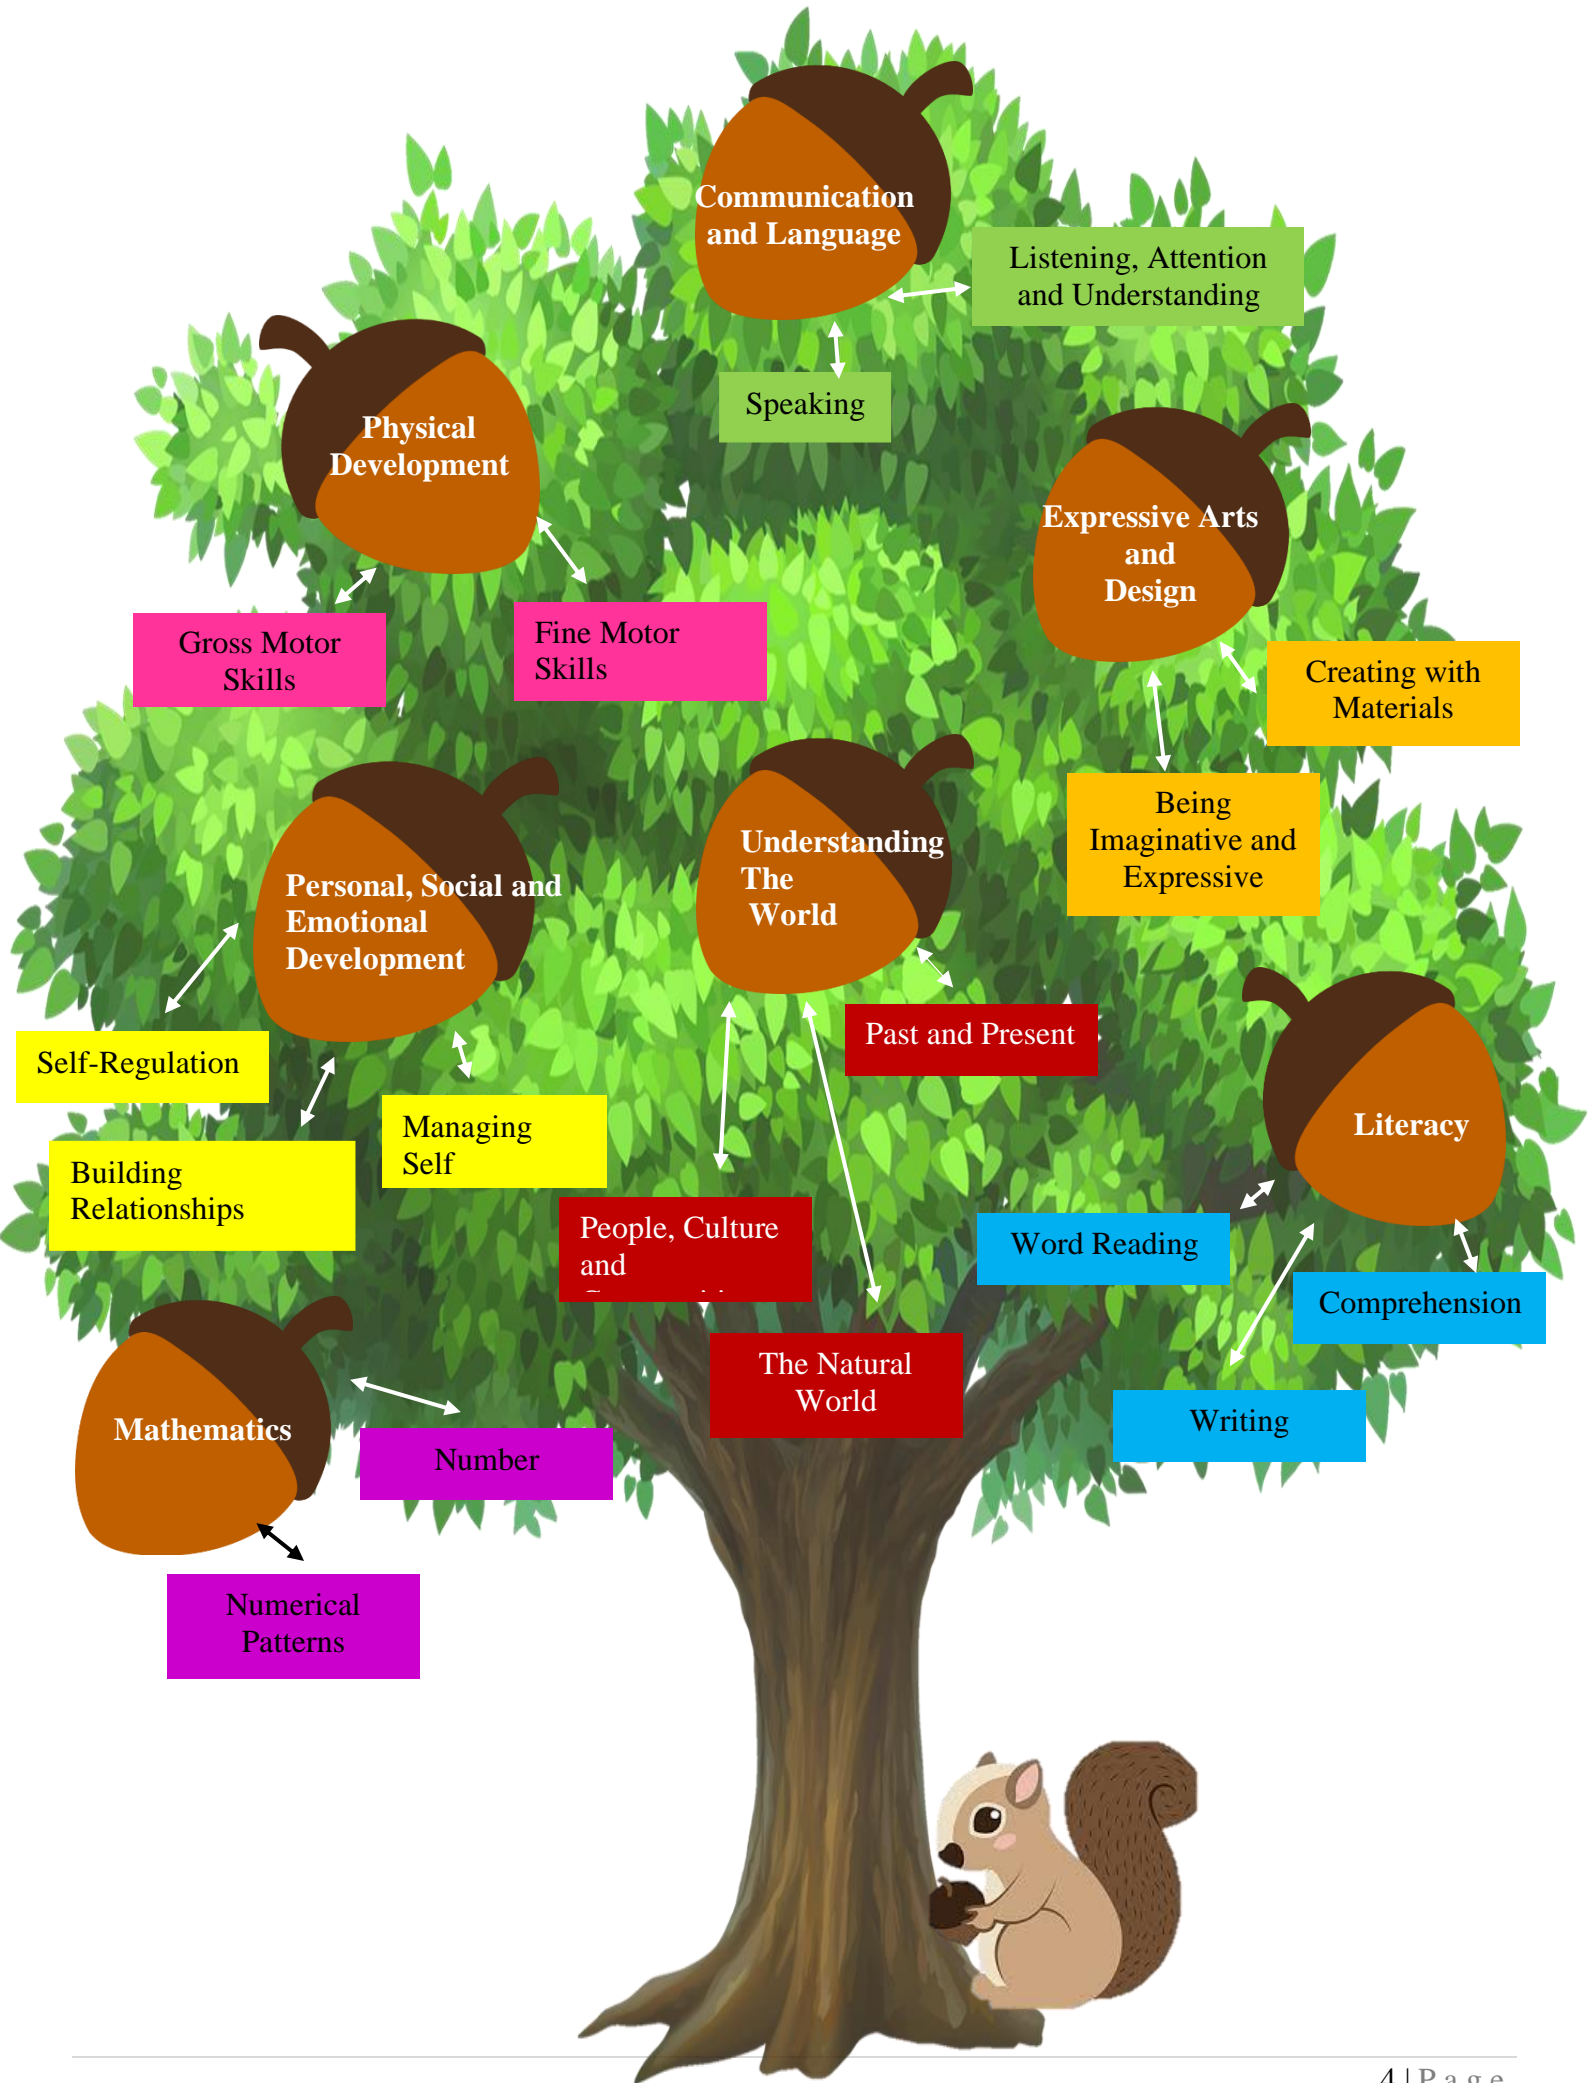 Communication
and Language
Listening, Attention
and Understanding
Speaking
Physical
Development
Gross Motor
Skills
Fine Motor
Skills
Expressive Arts
and
Design
Creating with
Materials
Being
Imaginative and
Expressive
Personal, Social and
Emotional
Development
Self-Regulation
Building
Relationships
Managing
Self
Understanding
The
World
Past and Present
People, Culture
and
The Natural
World
Literacy
Word Reading
Comprehension
Writing
Mathematics
Number
Numerical
Patterns
4 | P a g e